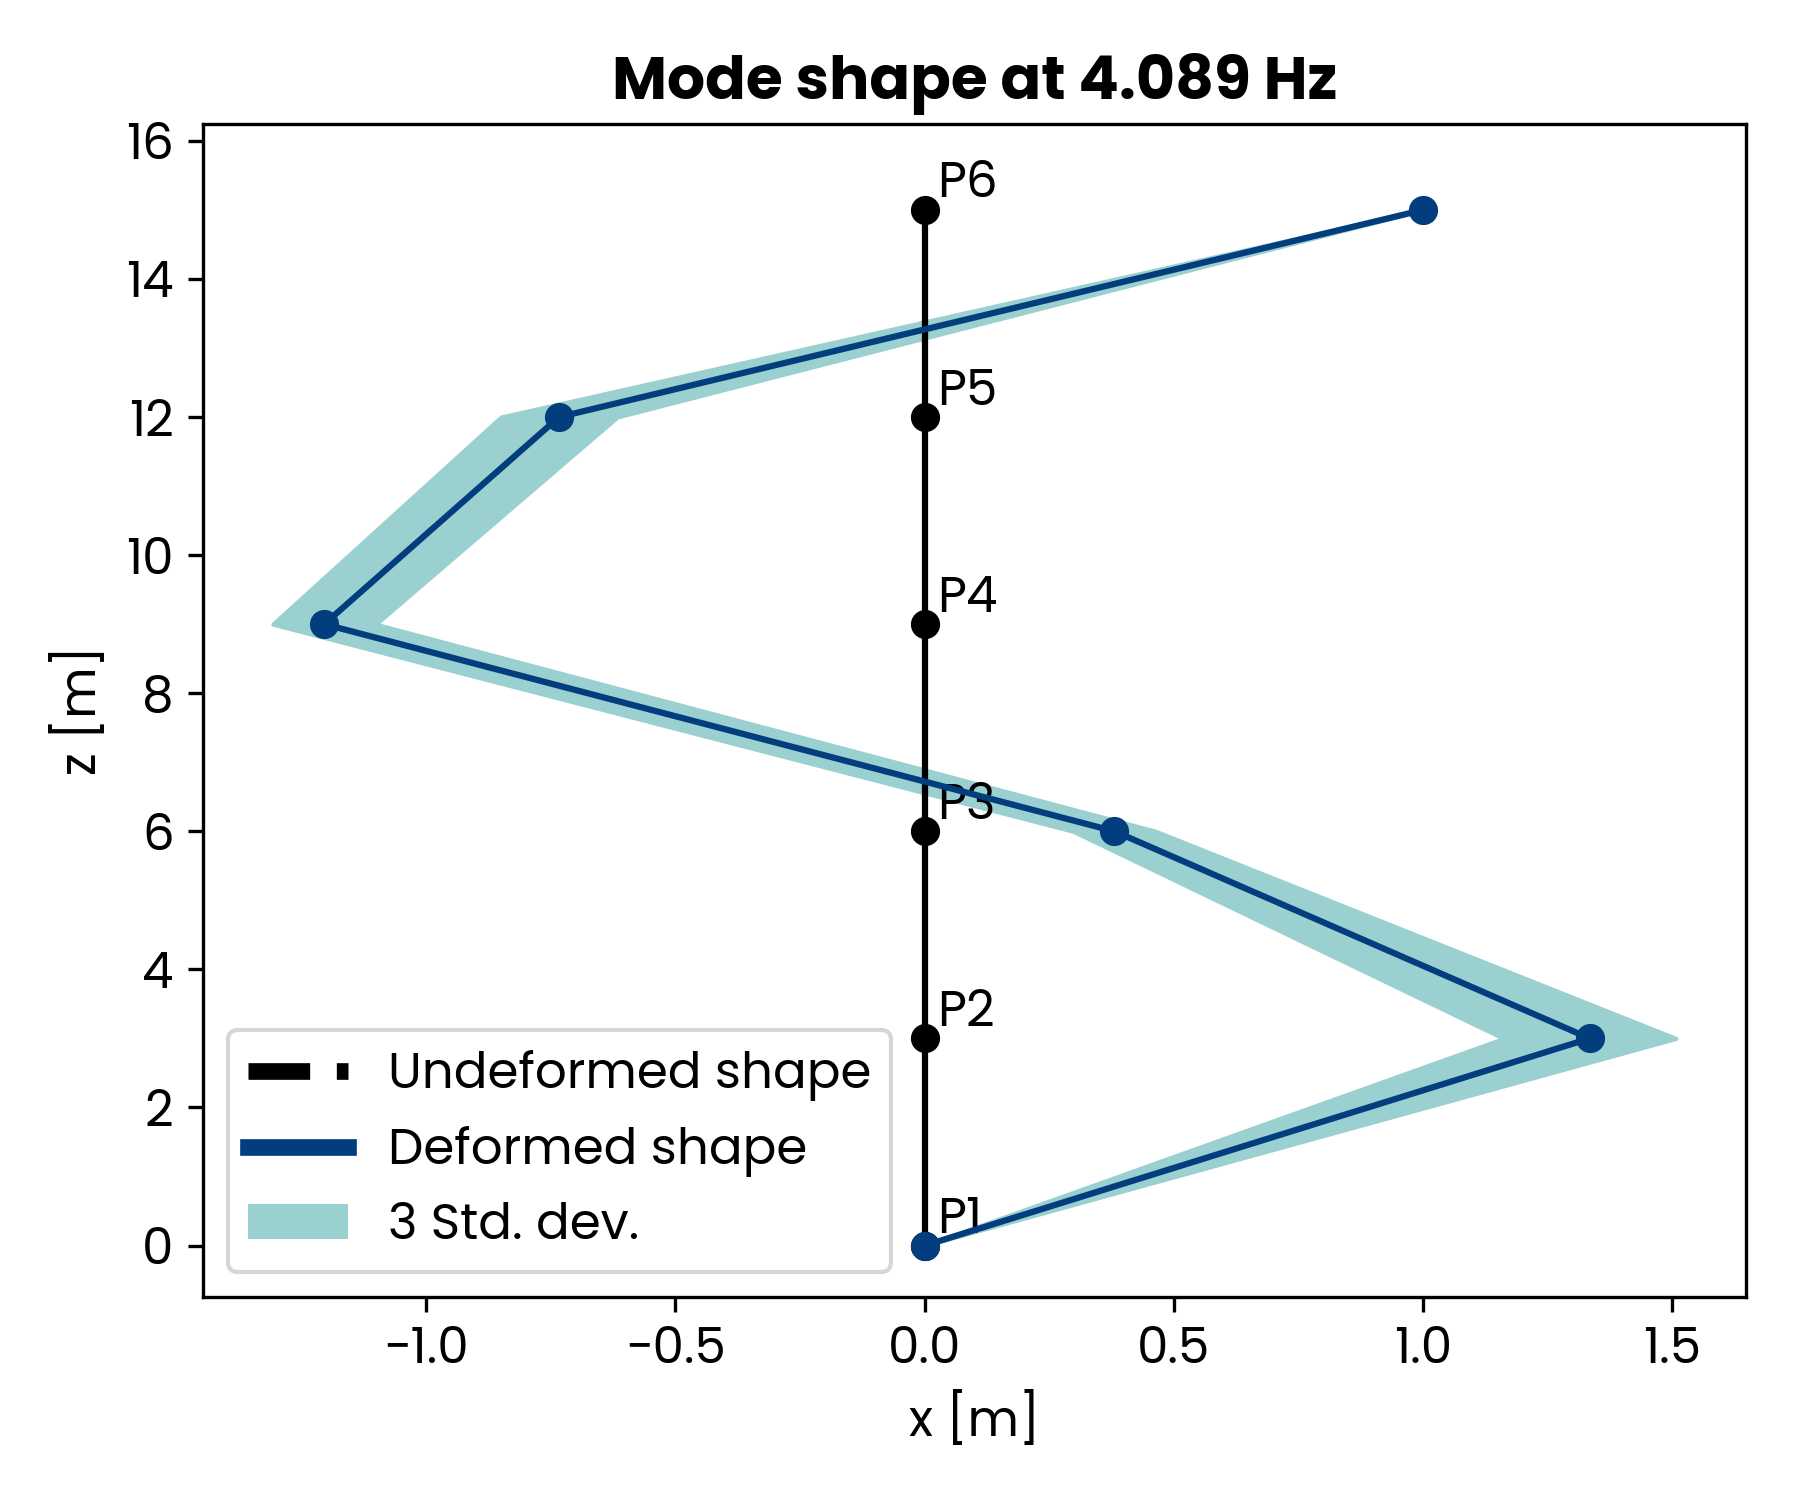 Mode shape at 4.089 Hz
16
14
12
10
8
6
4
2
0
z [m]
P6
P5
P4
P3
P2
P1
Undeformed shape
Deformed shape
3 Std. dev.
−1.0 −0.5 0.0 0.5 1.0 1.5
x [m]